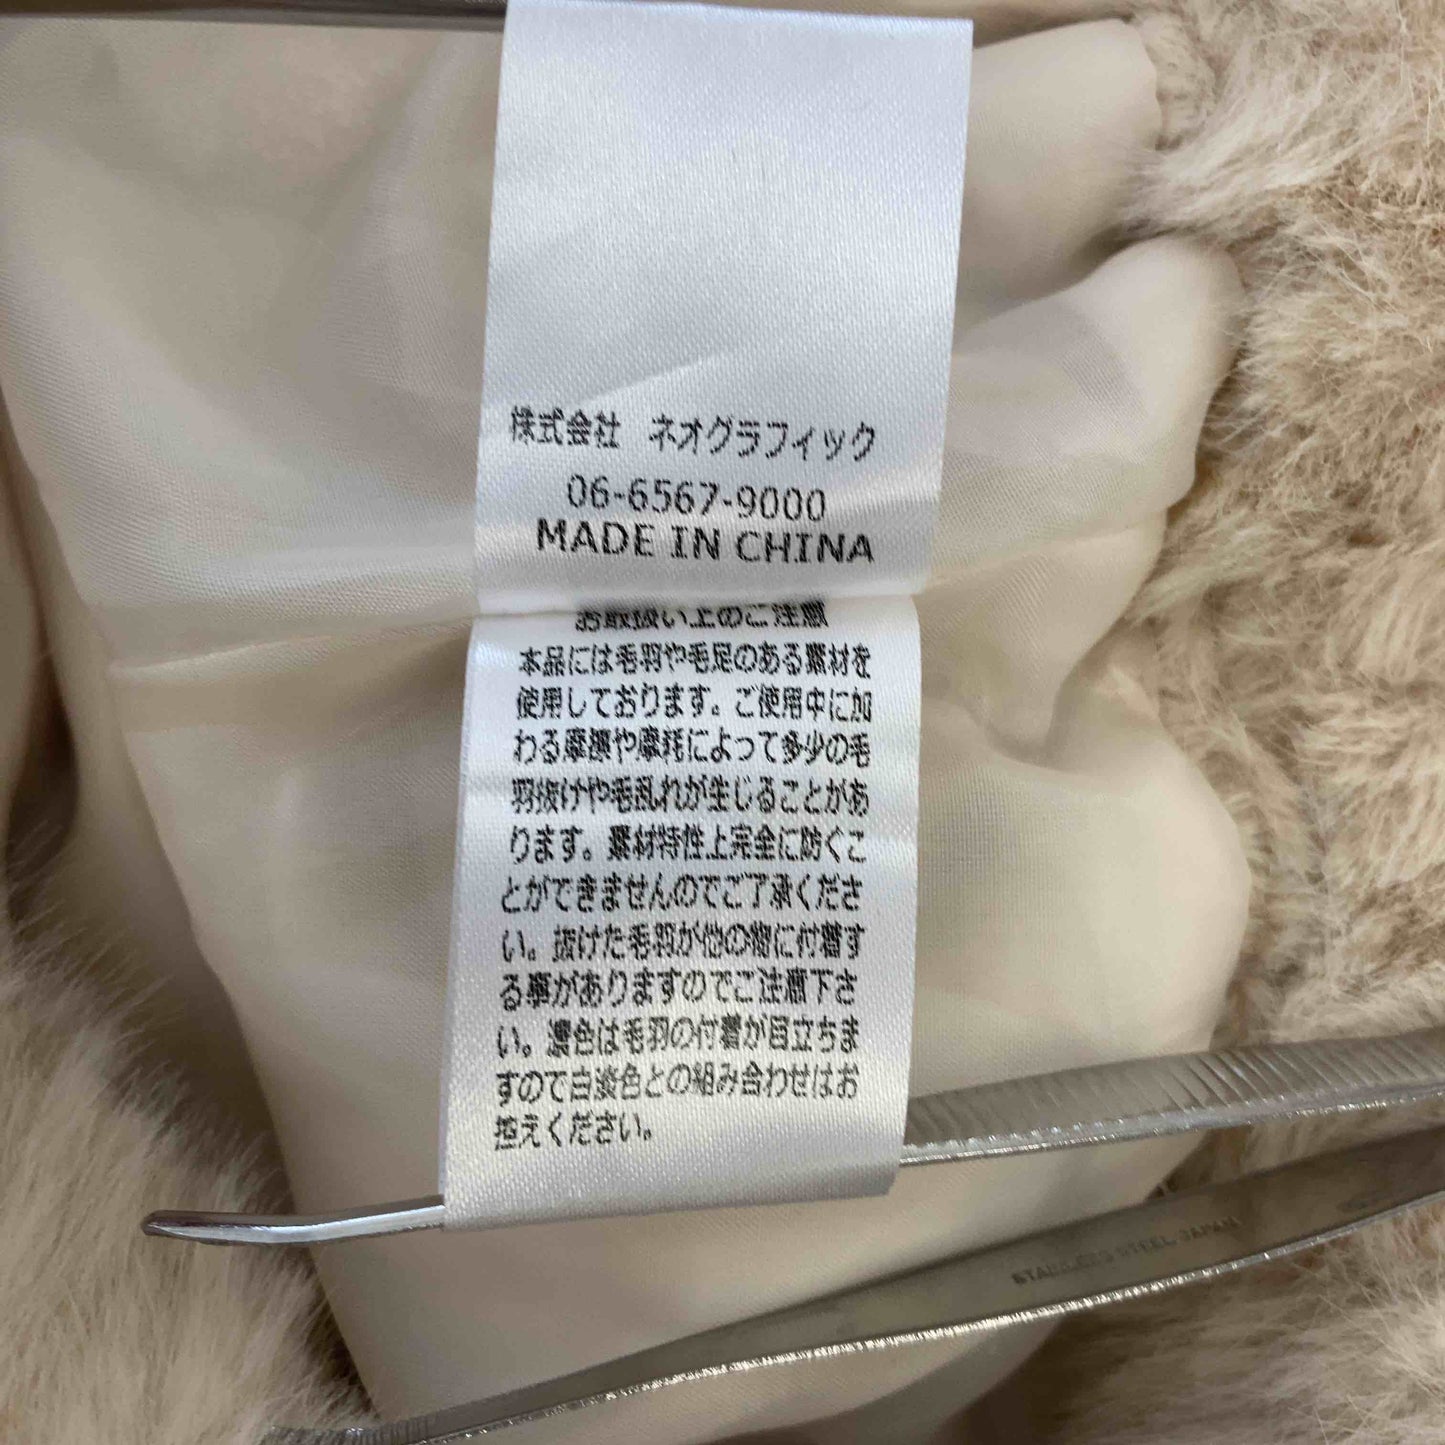 株式会社 ネオグラフィック
06-6567-9000
MADE IN CHINA
お取扱い上のご注意
本品には毛羽や毛足のある素材を
使用しております。ご使用中に加
わる摩擦や摩耗によって多少の毛
羽抜けや毛乱れが生じることがあ
ります。素材特性上完全に防ぐこ
とができませんのでご了承くださ
い。抜けた毛羽が他の物に付着す
る事がありますのでご注意下さ
い。濃色は毛羽の付着が目立ちま
すので白淡色との組み合わせはお
控えください。
STAINLESS STEEL JAPAN